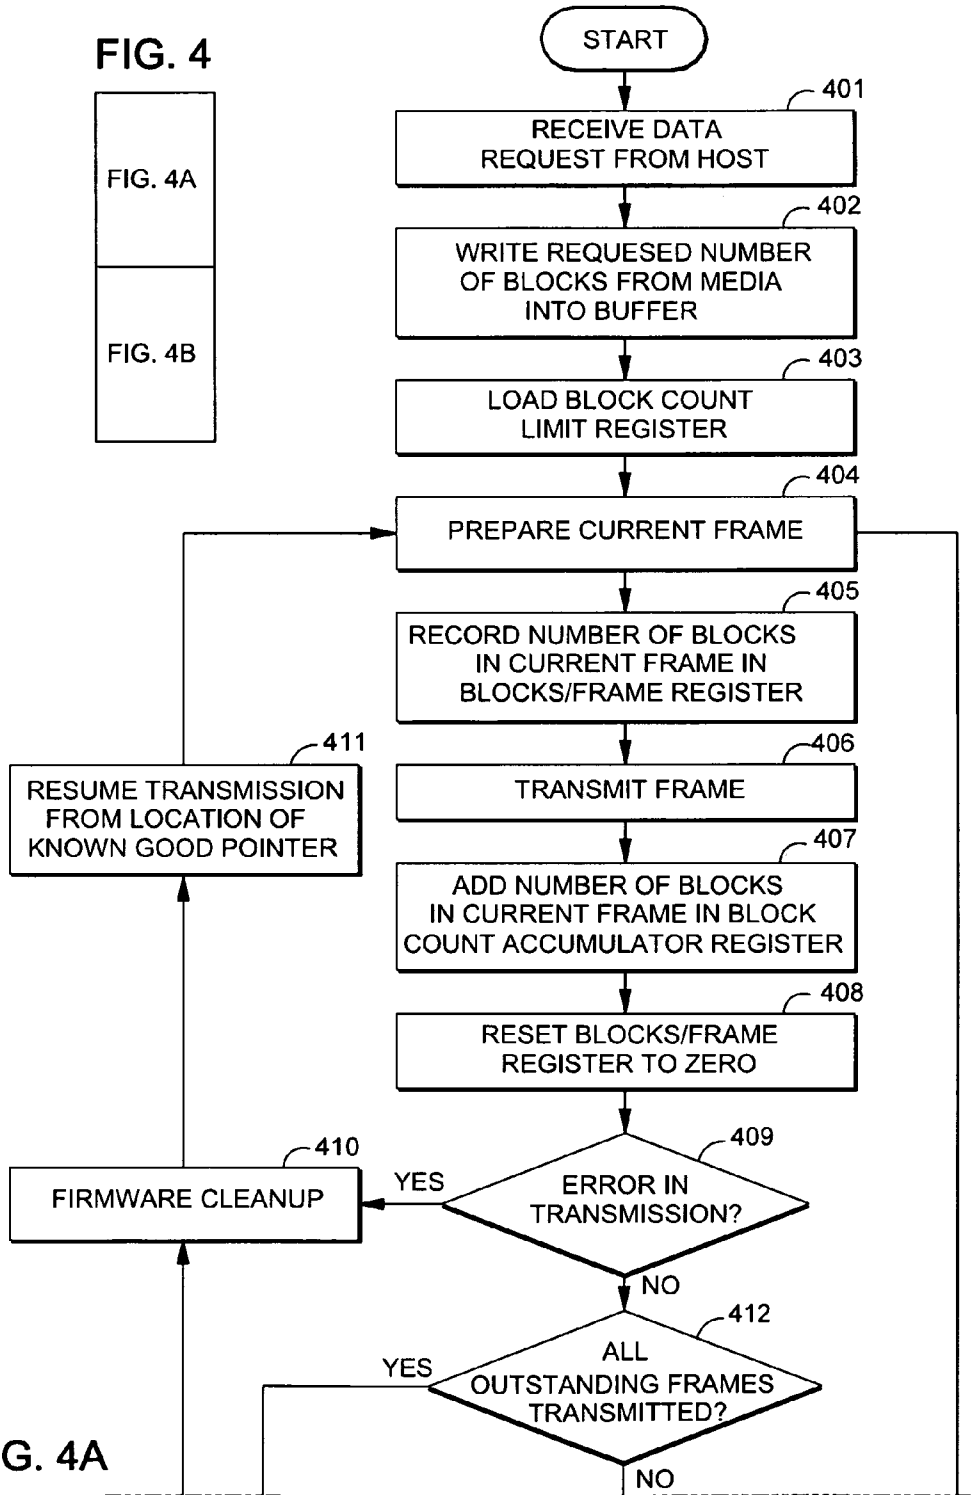 FIG. 4
FIG. 4A
FIG. 4B
START
401
RECEIVE DATA
REQUEST FROM HOST
402
WRITE REQUESED NUMBER
OF BLOCKS FROM MEDIA
INTO BUFFER
403
LOAD BLOCK COUNT
LIMIT REGISTER
404
PREPARE CURRENT FRAME
405
RECORD NUMBER OF BLOCKS
IN CURRENT FRAME IN
BLOCKS/FRAME REGISTER
406
TRANSMIT FRAME
411
RESUME TRANSMISSION
FROM LOCATION OF
KNOWN GOOD POINTER
407
ADD NUMBER OF BLOCKS
IN CURRENT FRAME IN BLOCK
COUNT ACCUMULATOR REGISTER
408
RESET BLOCKS/FRAME
REGISTER TO ZERO
409
ERROR IN
TRANSMISSION?
YES
410
FIRMWARE CLEANUP
NO
412
ALL
OUTSTANDING FRAMES
TRANSMITTED?
YES
NO
G. 4A